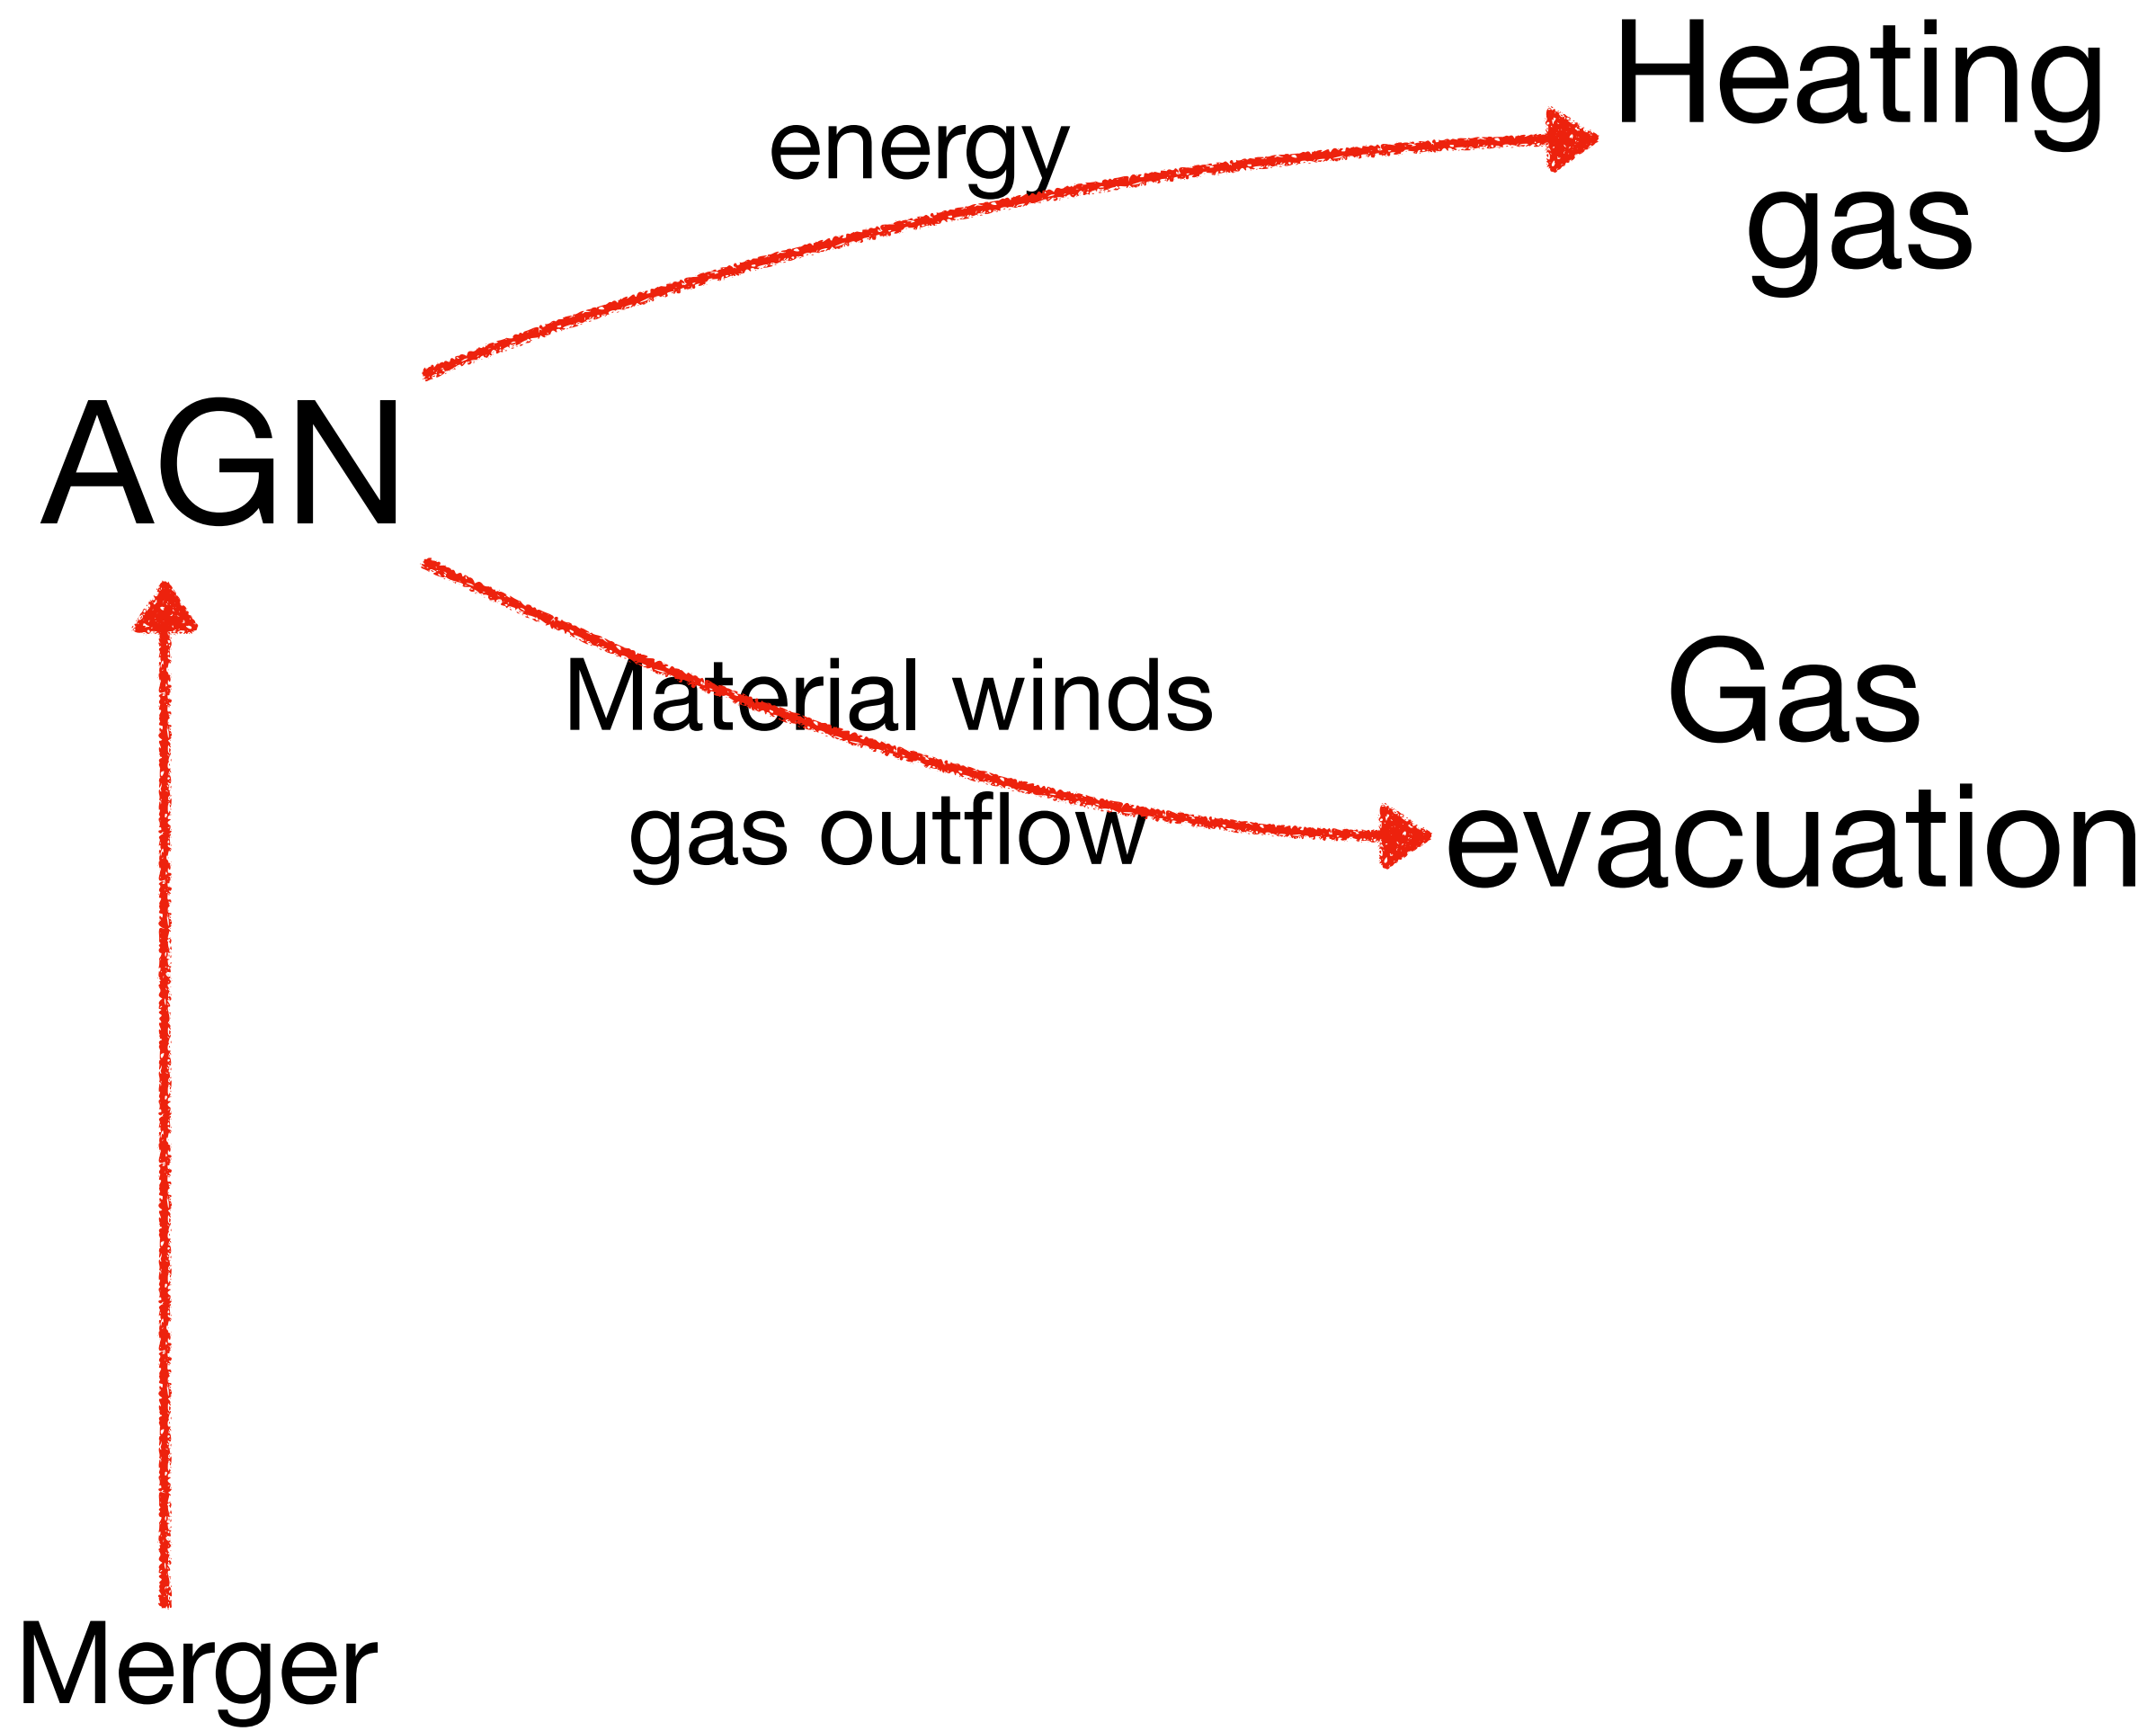 Heating
gas
energy
AGN
Material winds
gas outflow
Gas
evacuation
Merger